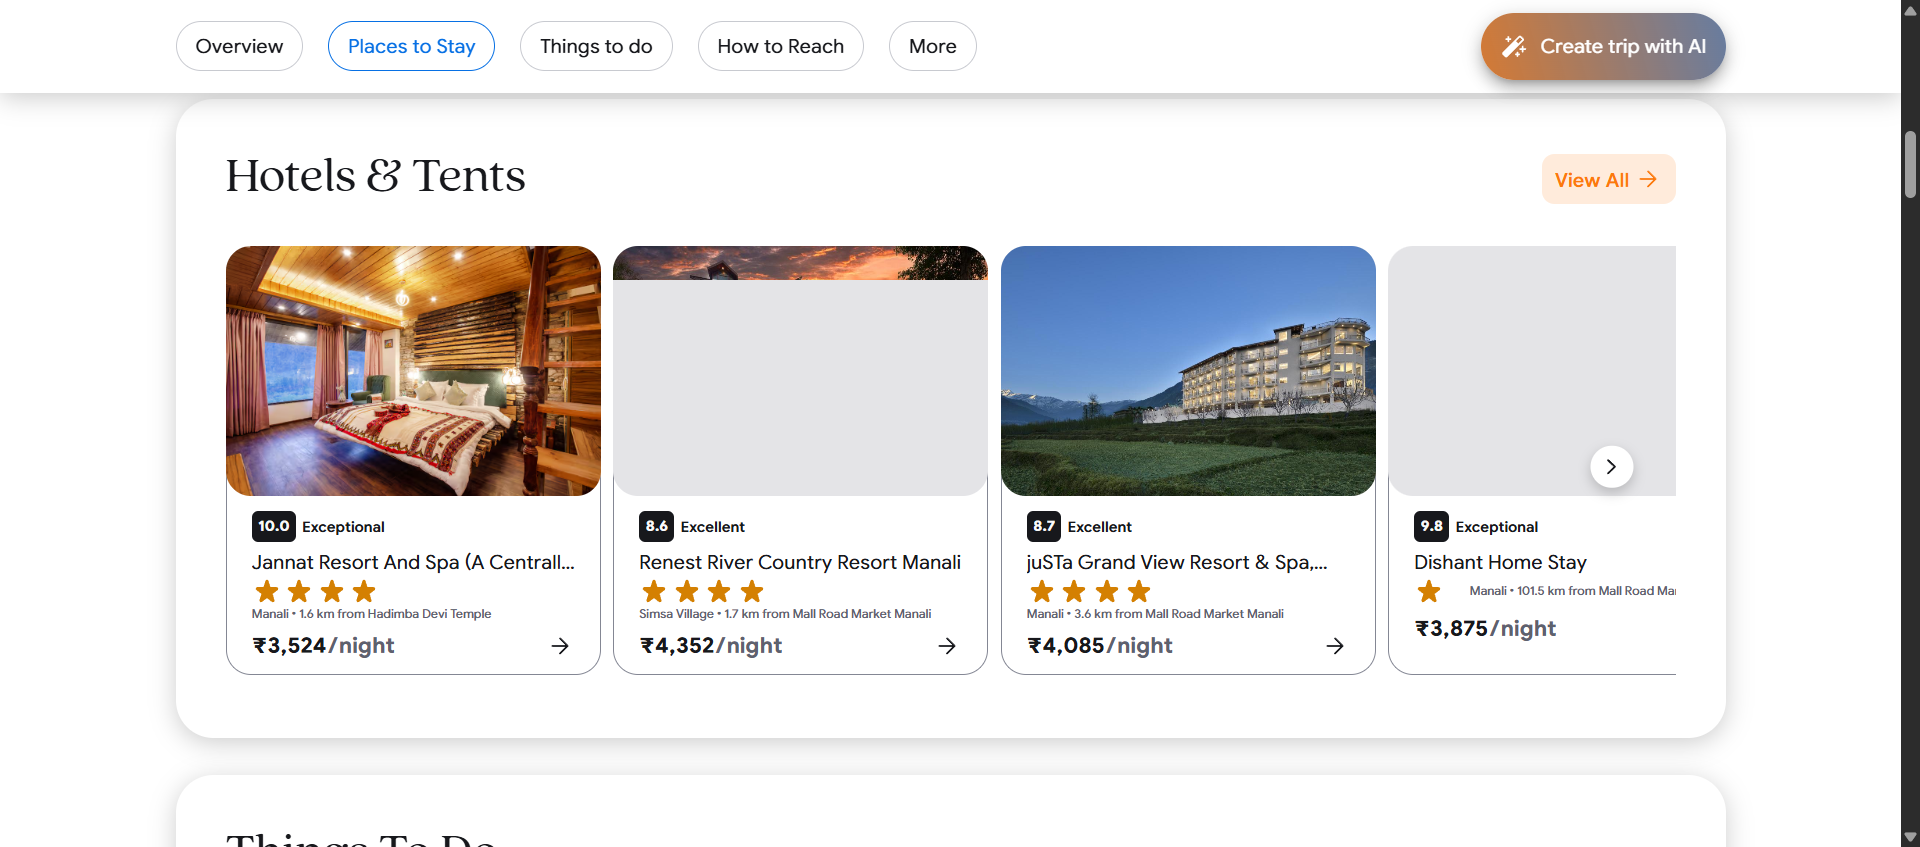 Overview
Places to Stay
Things to do
How to Reach
More
Create trip with AI
Hotels & Tents
View All
10.0 Exceptional
Jannat Resort And Spa (A Centrall...
Manali • 1.6 km from Hadimba Devi Temple
₹3,524/night
8.6 Excellent
Renest River Country Resort Manali
Simsa Village • 1.7 km from Mall Road Market Manali
₹4,352/night
8.7 Excellent
juSTa Grand View Resort & Spa,...
Manali • 3.6 km from Mall Road Market Manali
₹4,085/night
9.8 Exceptional
Dishant Home Stay
Manali • 101.5 km from Mall Road Mar
₹3,875/night
Things To Do